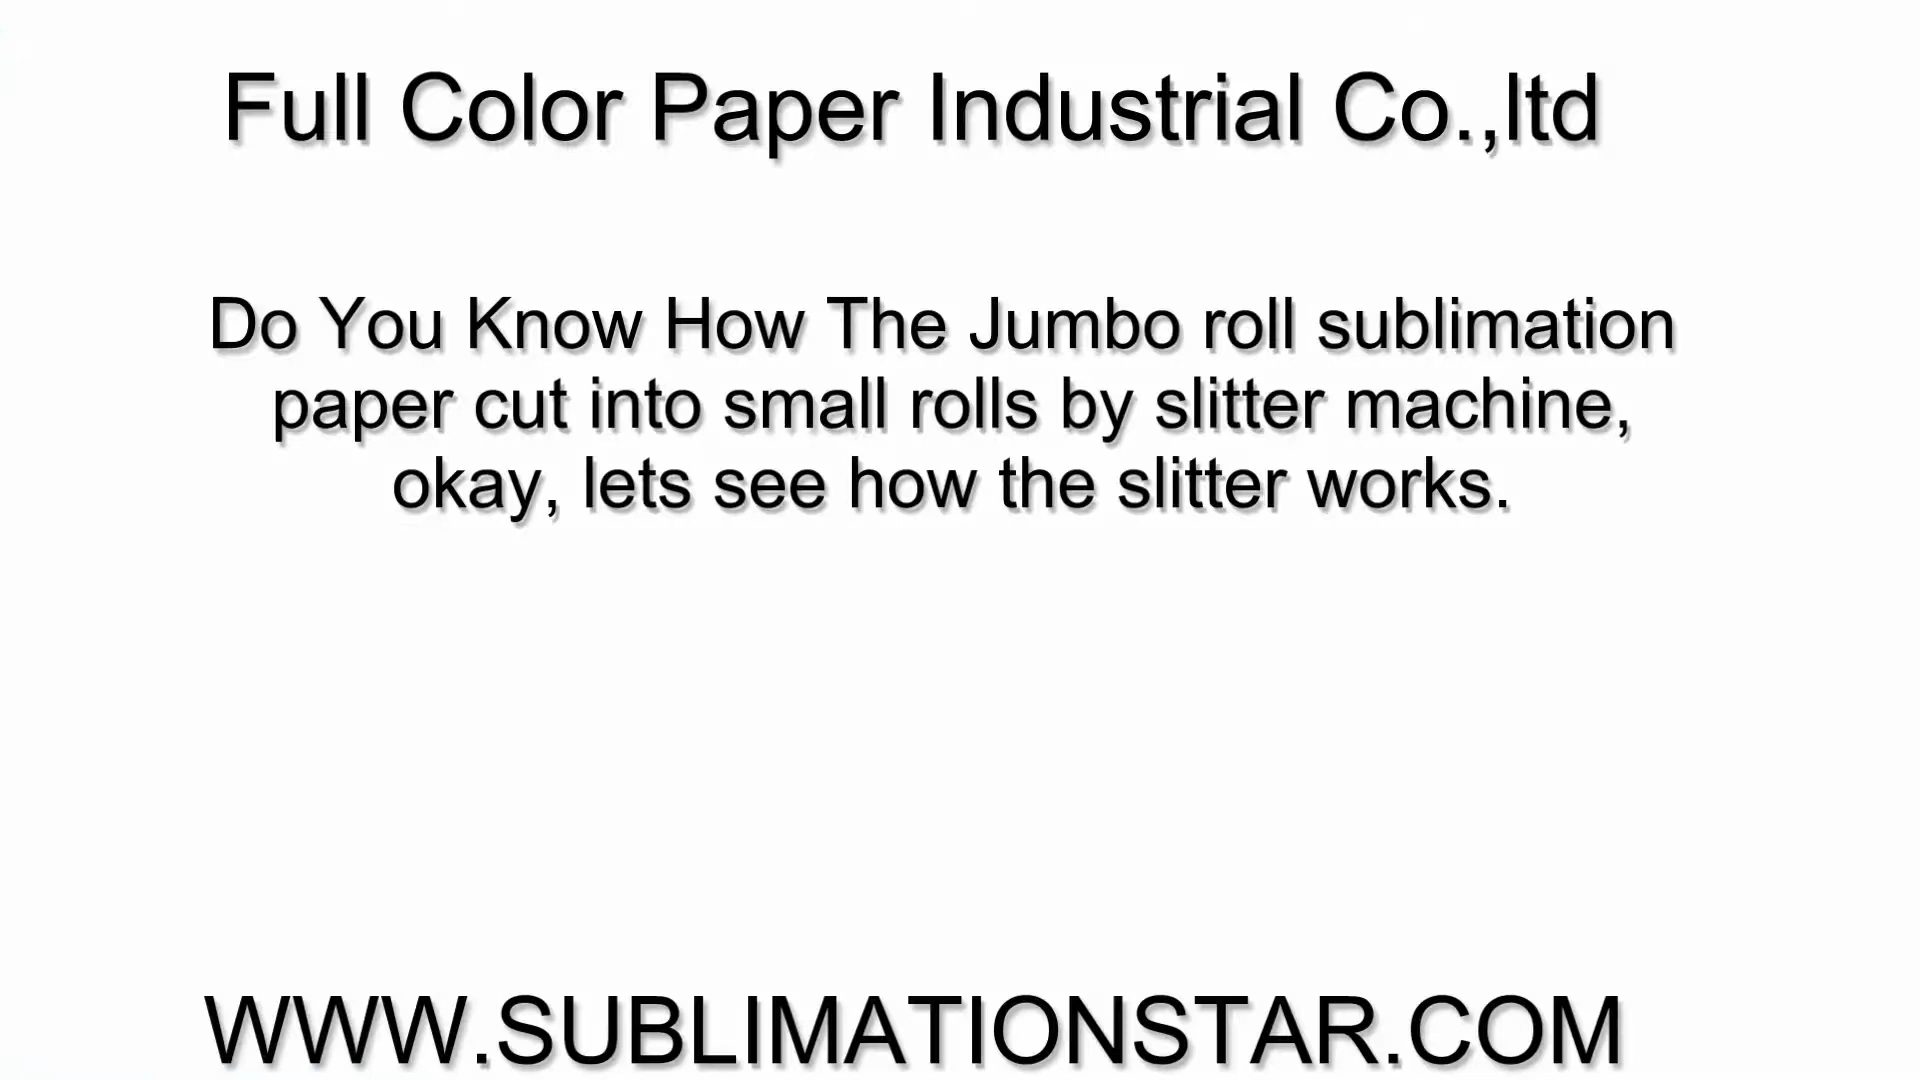 Full Color Paper Industrial Co.,ltd
Do You Know How The Jumbo roll sublimation
paper cut into small rolls by slitter machine,
okay, lets see how the slitter works.
WWW.SUBLIMATIONSTAR.COM